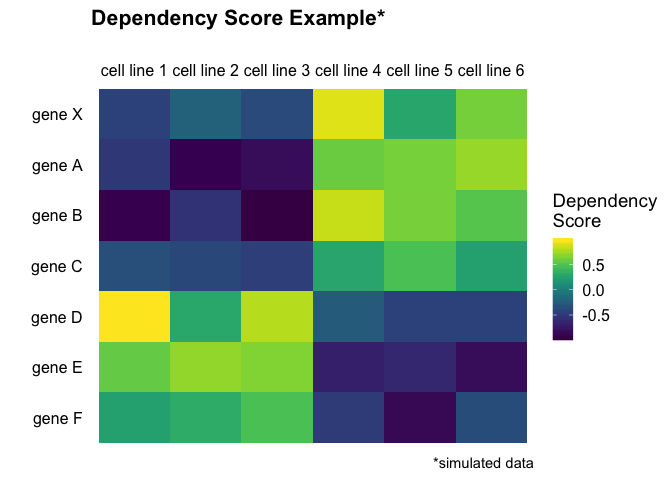 Dependency Score Example*
cell line 1 cell line 2 cell line 3 cell line 4 cell line 5 cell line 6
gene X
gene A
gene B
gene C
gene D
gene E
gene F
Dependency
Score
0.5
0.0
-0.5
*simulated data